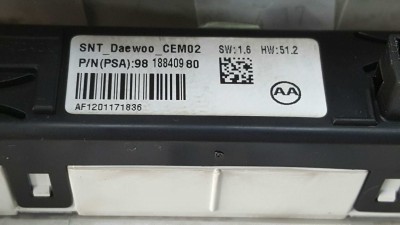 SNT_Daewoo_CEM02 SW:1.6 HW:51.2
P/N(PSA):98 188409 80
AF1201171836
AA